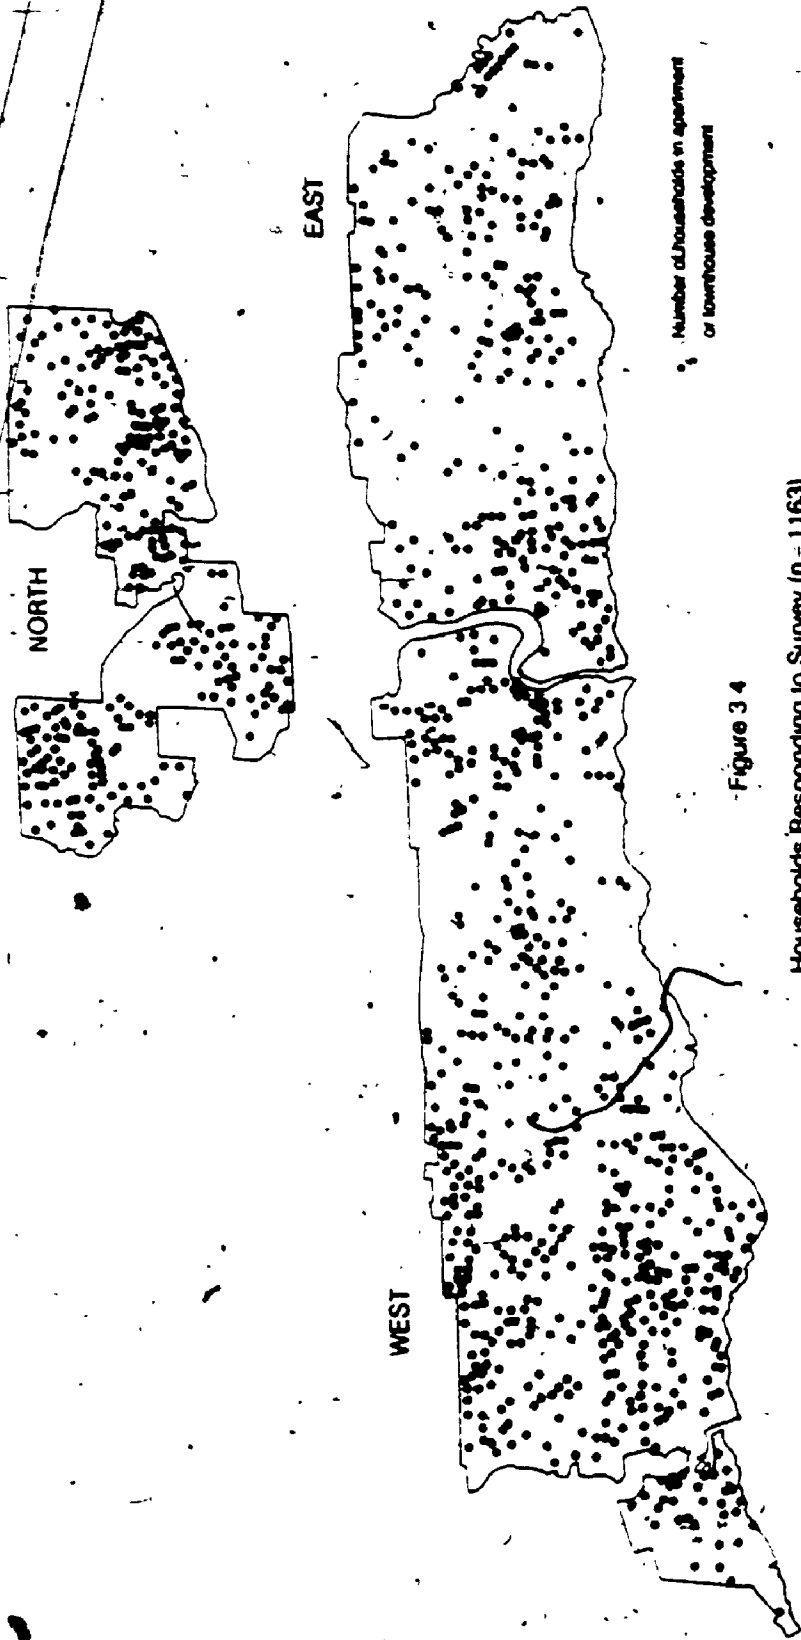 NORTH
EAST
WEST
Number of households in apartment
or townhouse development
Figure 3 4
Households Responding to Survey (n = 1163)